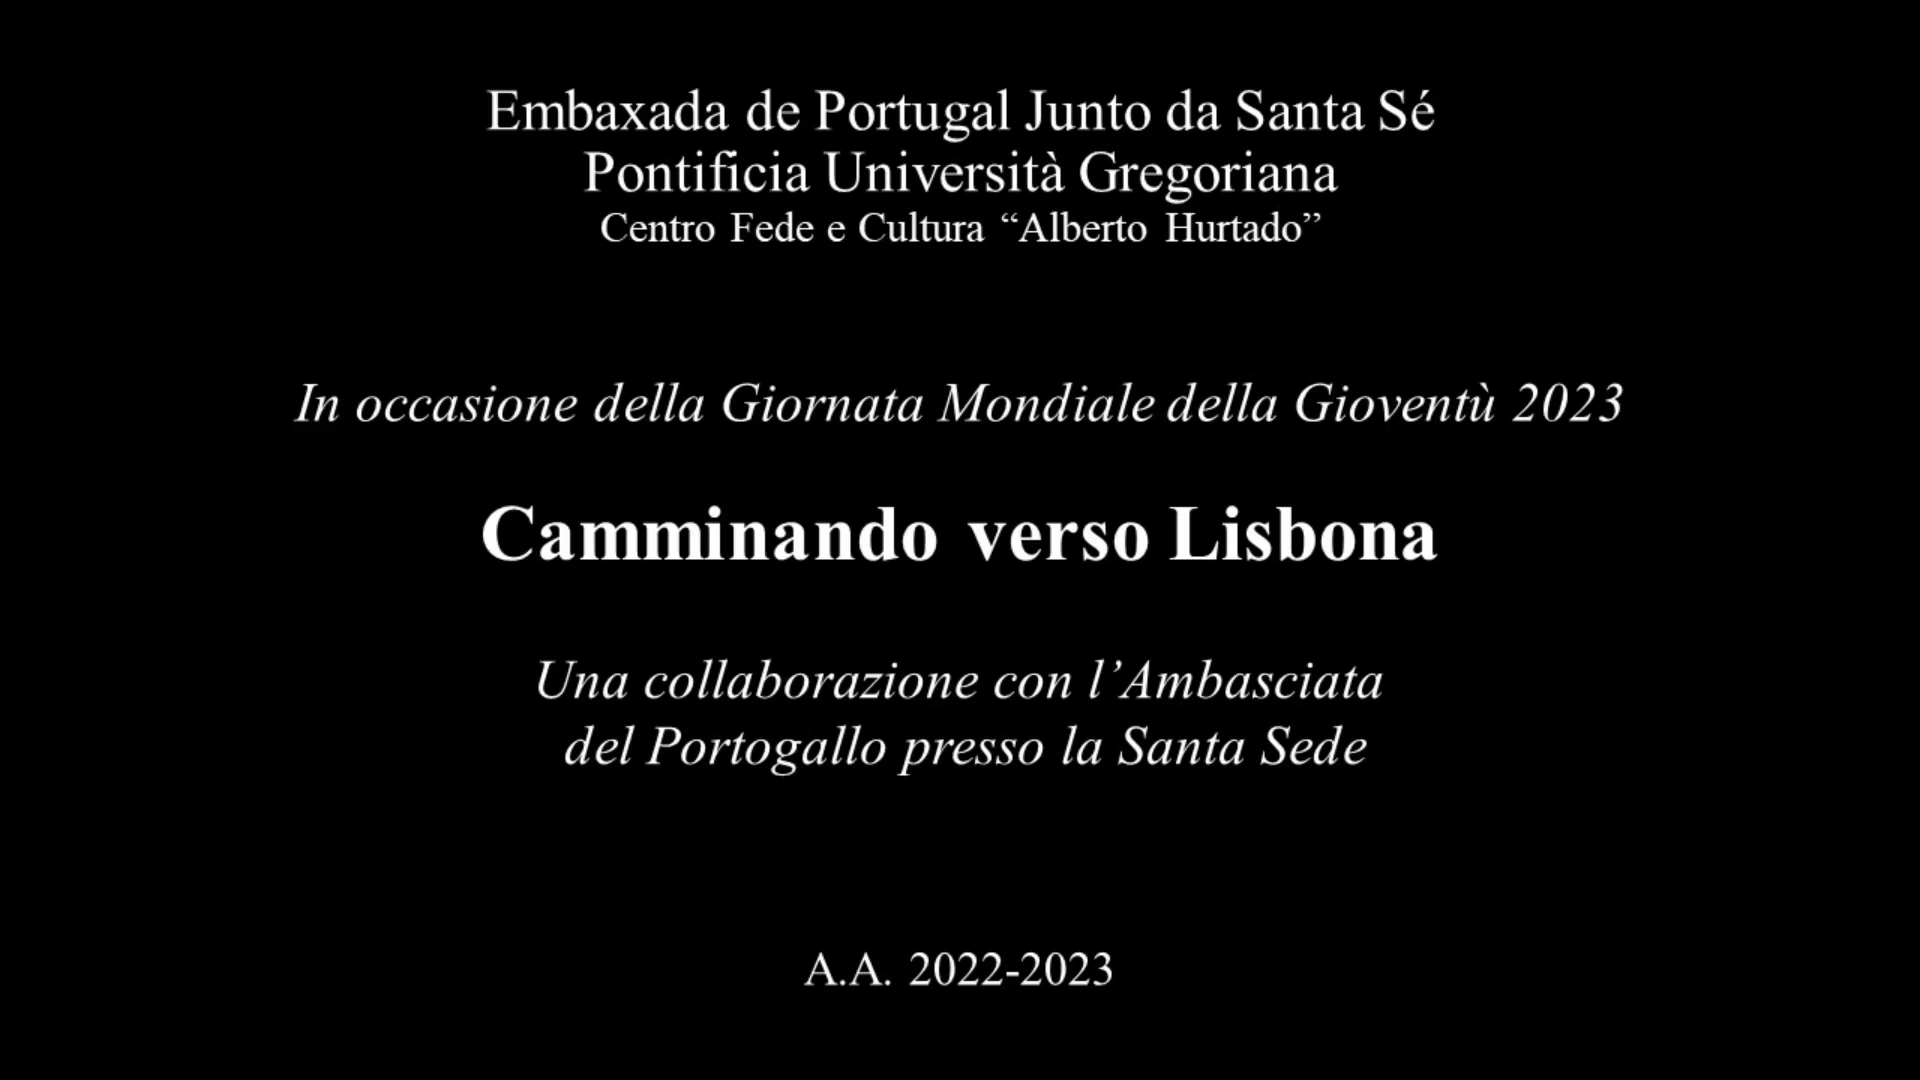 Embaxada de Portugal Junto da Santa Sé
Pontificia Università Gregoriana
Centro Fede e Cultura “Alberto Hurtado”
In occasione della Giornata Mondiale della Gioventù 2023
Camminando verso Lisbona
Una collaborazione con l’Ambasciata
del Portogallo presso la Santa Sede
A.A. 2022-2023